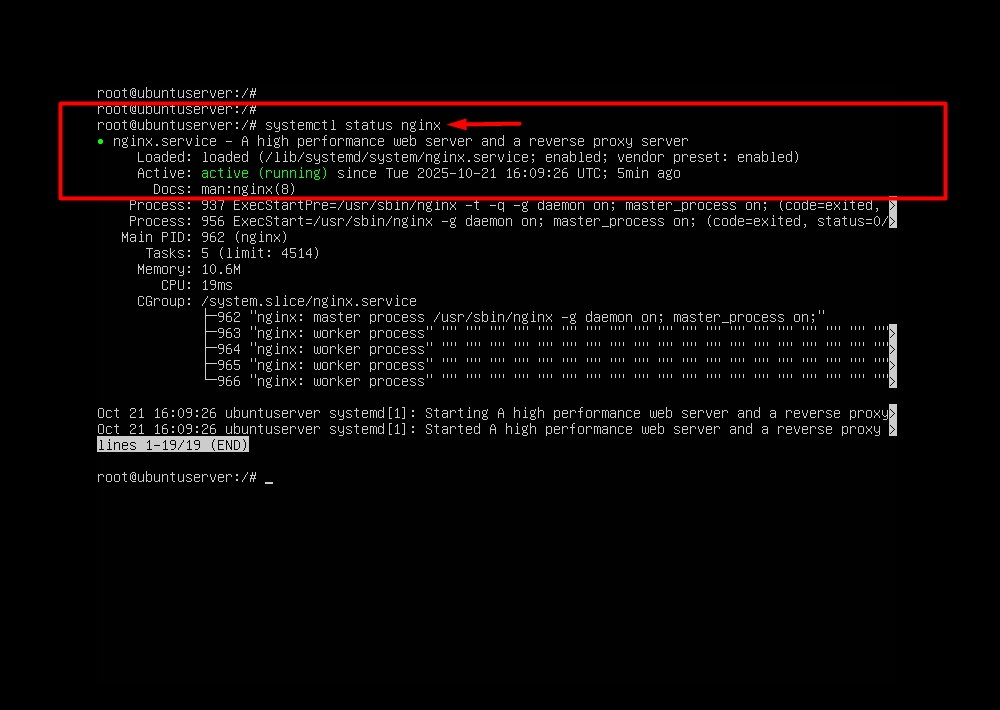 root@ubuntuserver:/#
root@ubuntuserver:/#
root@ubuntuserver:/# systemctl status nginx
● nginx.service - A high performance web server and a reverse proxy server
     Loaded: loaded (/lib/systemd/system/nginx.service; enabled; vendor preset: enabled)
     Active: active (running) since Tue 2025-10-21 16:09:26 UTC; 5min ago
       Docs: man:nginx(8)
    Process: 937 ExecStartPre=/usr/sbin/nginx -t -q -g daemon on; master_process on; (code=exited, >
    Process: 956 ExecStart=/usr/sbin/nginx -g daemon on; master_process on; (code=exited, status=0/>
   Main PID: 962 (nginx)
      Tasks: 5 (limit: 4514)
     Memory: 10.6M
        CPU: 19ms
     CGroup: /system.slice/nginx.service
             ├─962 "nginx: master process /usr/sbin/nginx -g daemon on; master_process on;"
             ├─963 "nginx: worker process" "" "" "" "" "" "" "" "" "" "" "" "" "" "" "" "" "" "" "">
             ├─964 "nginx: worker process" "" "" "" "" "" "" "" "" "" "" "" "" "" "" "" "" "" "" "">
             ├─965 "nginx: worker process" "" "" "" "" "" "" "" "" "" "" "" "" "" "" "" "" "" "" "">
             └─966 "nginx: worker process" "" "" "" "" "" "" "" "" "" "" "" "" "" "" "" "" "" "" "">
Oct 21 16:09:26 ubuntuserver systemd[1]: Starting A high performance web server and a reverse proxy>
Oct 21 16:09:26 ubuntuserver systemd[1]: Started A high performance web server and a reverse proxy >
lines 1-19/19 (END)
root@ubuntuserver:/# _